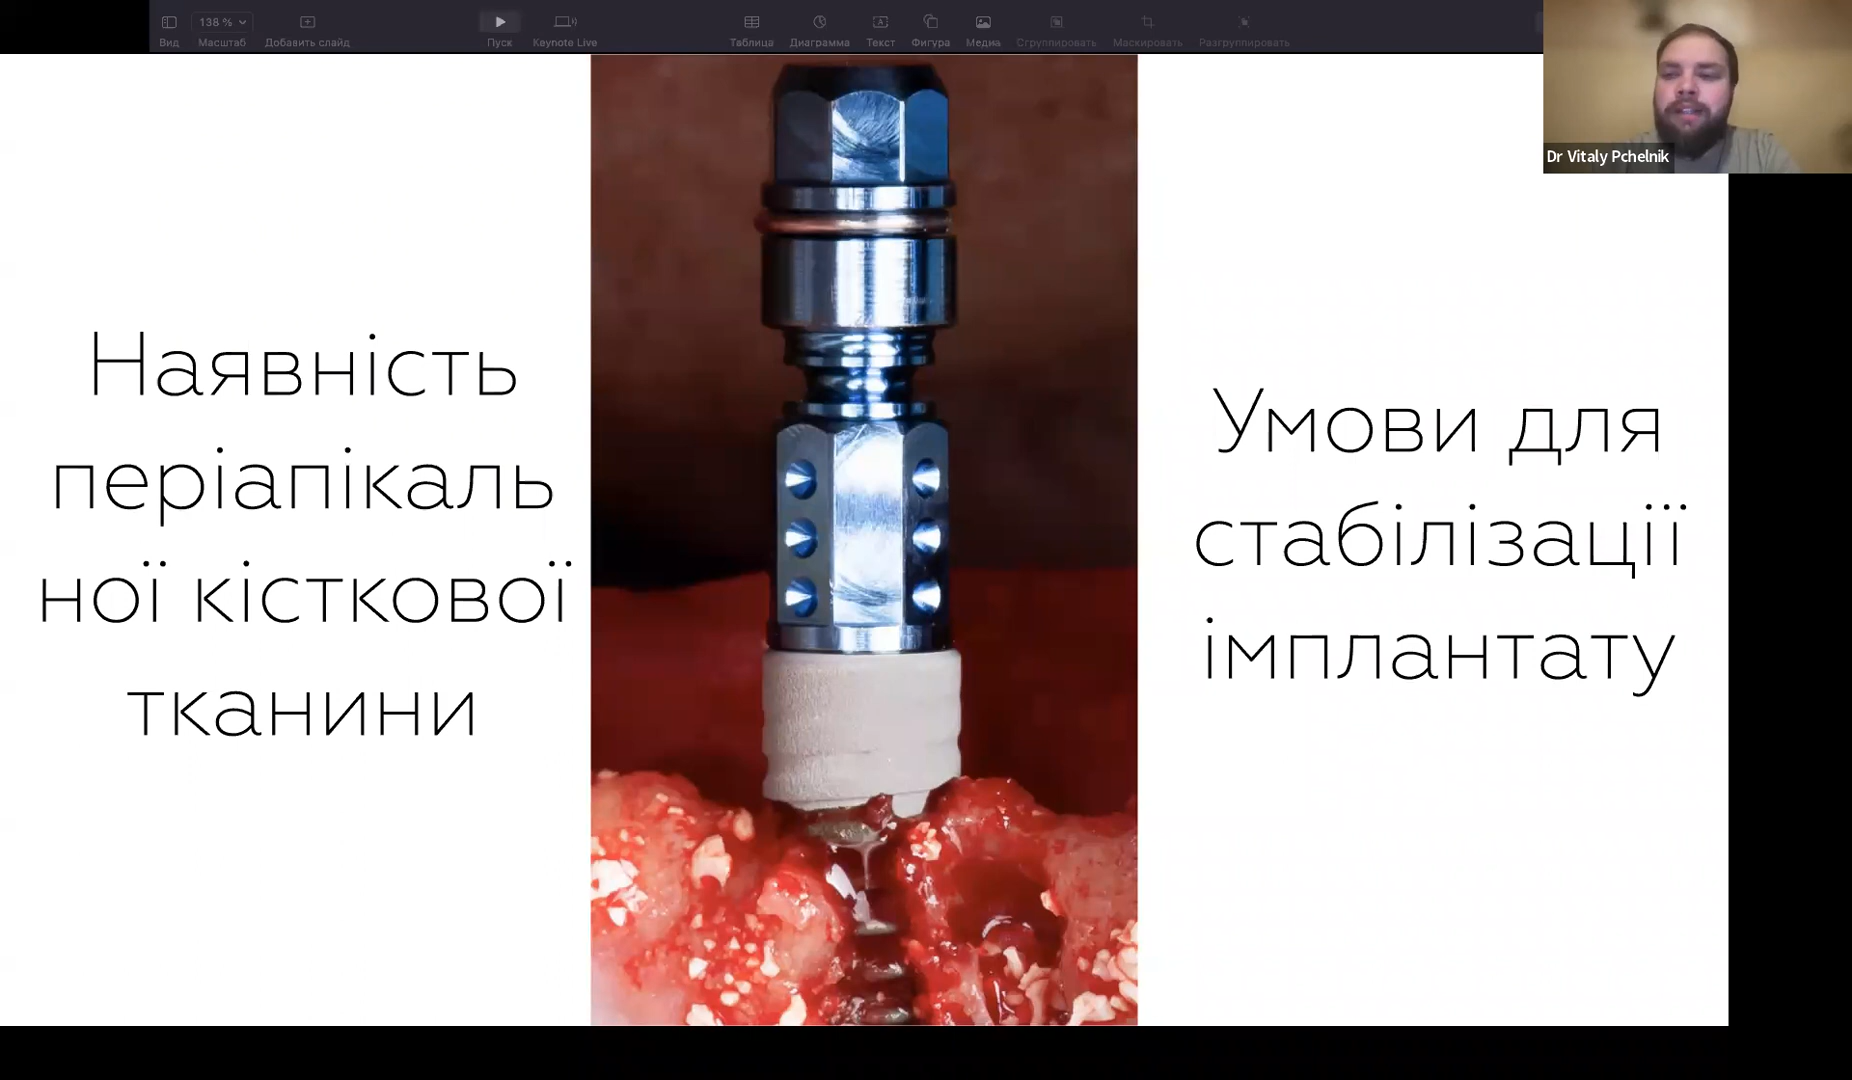 138 %
Вид
Масштаб
Добавить слайд
Пуск
Keynote Live
Таблица
Диаграмма
Текст
Фигура
Медиа
Сгруппировать
Маскировать
Разгруппировать
Dr Vitaly Pchelnik
Наявність
періапікаль
ної кісткової
тканини
Умови для
стабілізації
імплантату